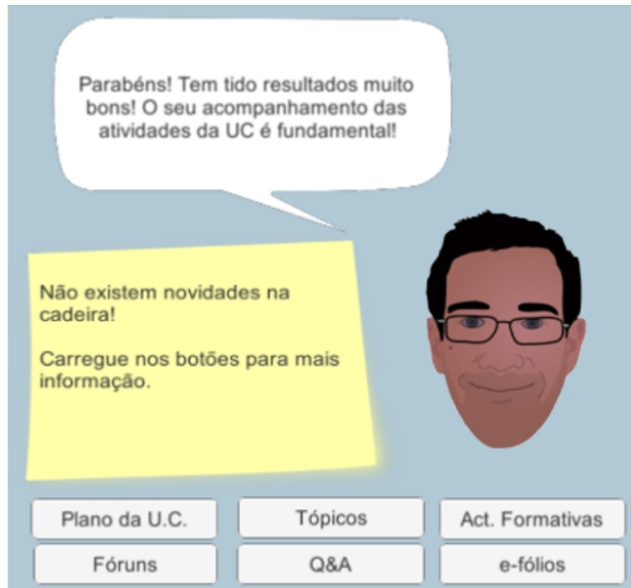 Parabéns! Tem tido resultados muito
bons! O seu acompanhamento das
atividades da UC é fundamental!
Não existem novidades na
cadeira!
Carregue nos botões para mais
informação.
Plano da U.C.
Tópicos
Act. Formativas
Fóruns
Q&A
e-fólios